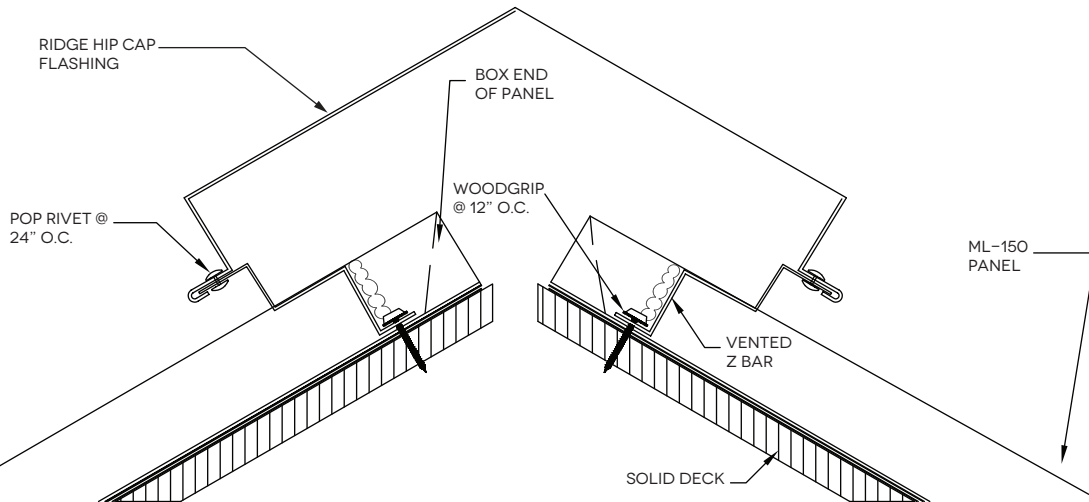 RIDGE HIP CAP
FLASHING
BOX END
OF PANEL
POP RIVET @
24” O.C.
WOODGRIP
@ 12” O.C.
ML-150
PANEL
VENTED
Z BAR
SOLID DECK